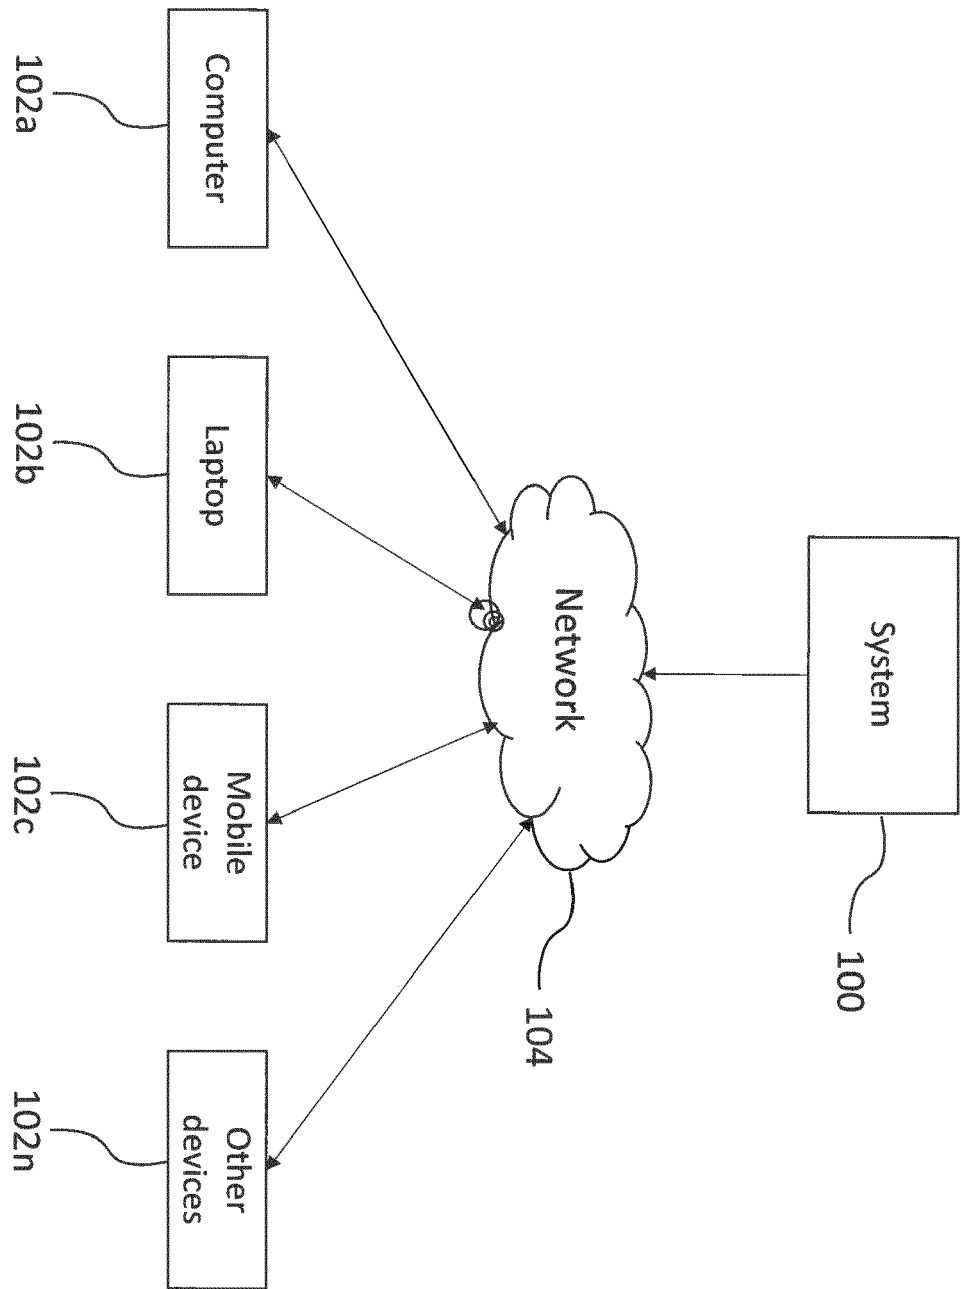 System
100
Network
104
Computer
Laptop
Mobile
device
Other
devices
102a
102b
102c
102n